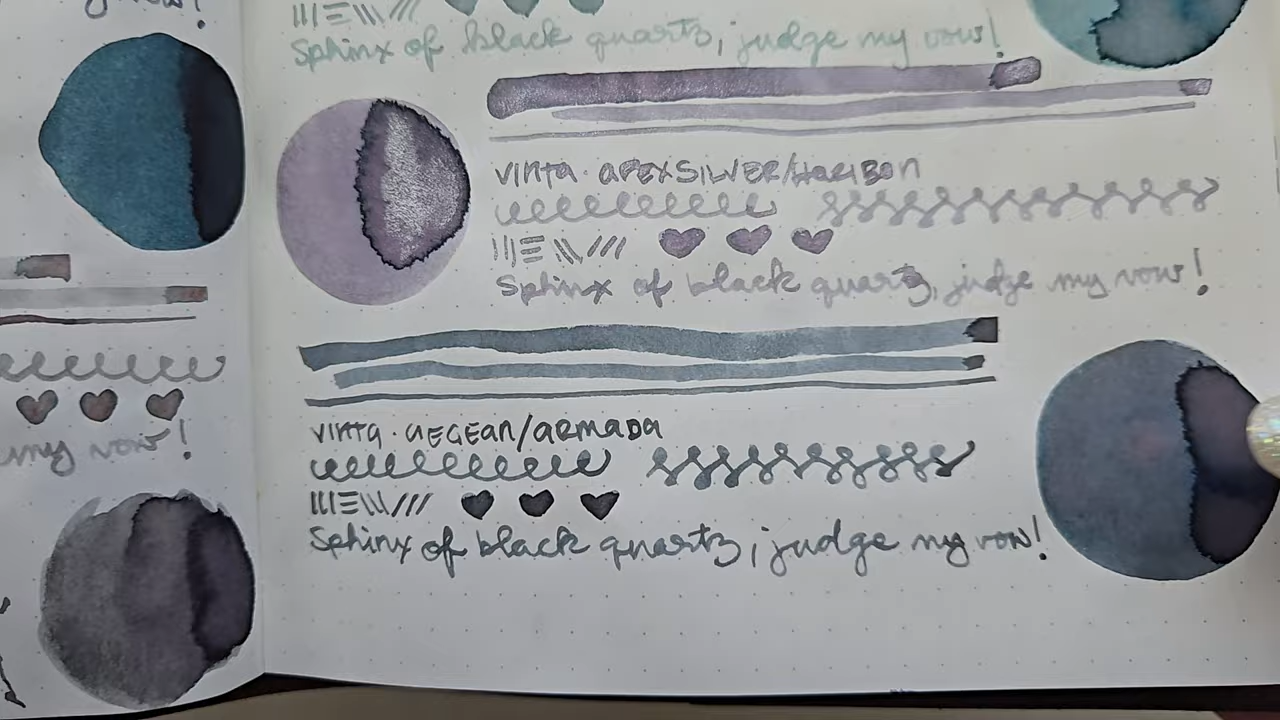 Sphinx of black quartz, judge my vow!
VINTA · APEX SILVER/HARIBON
Sphinx of black quartz, judge my vow!
my vow!
VINTA · AEGEAN/ARMADA
Sphinx of black quartz, judge my vow!